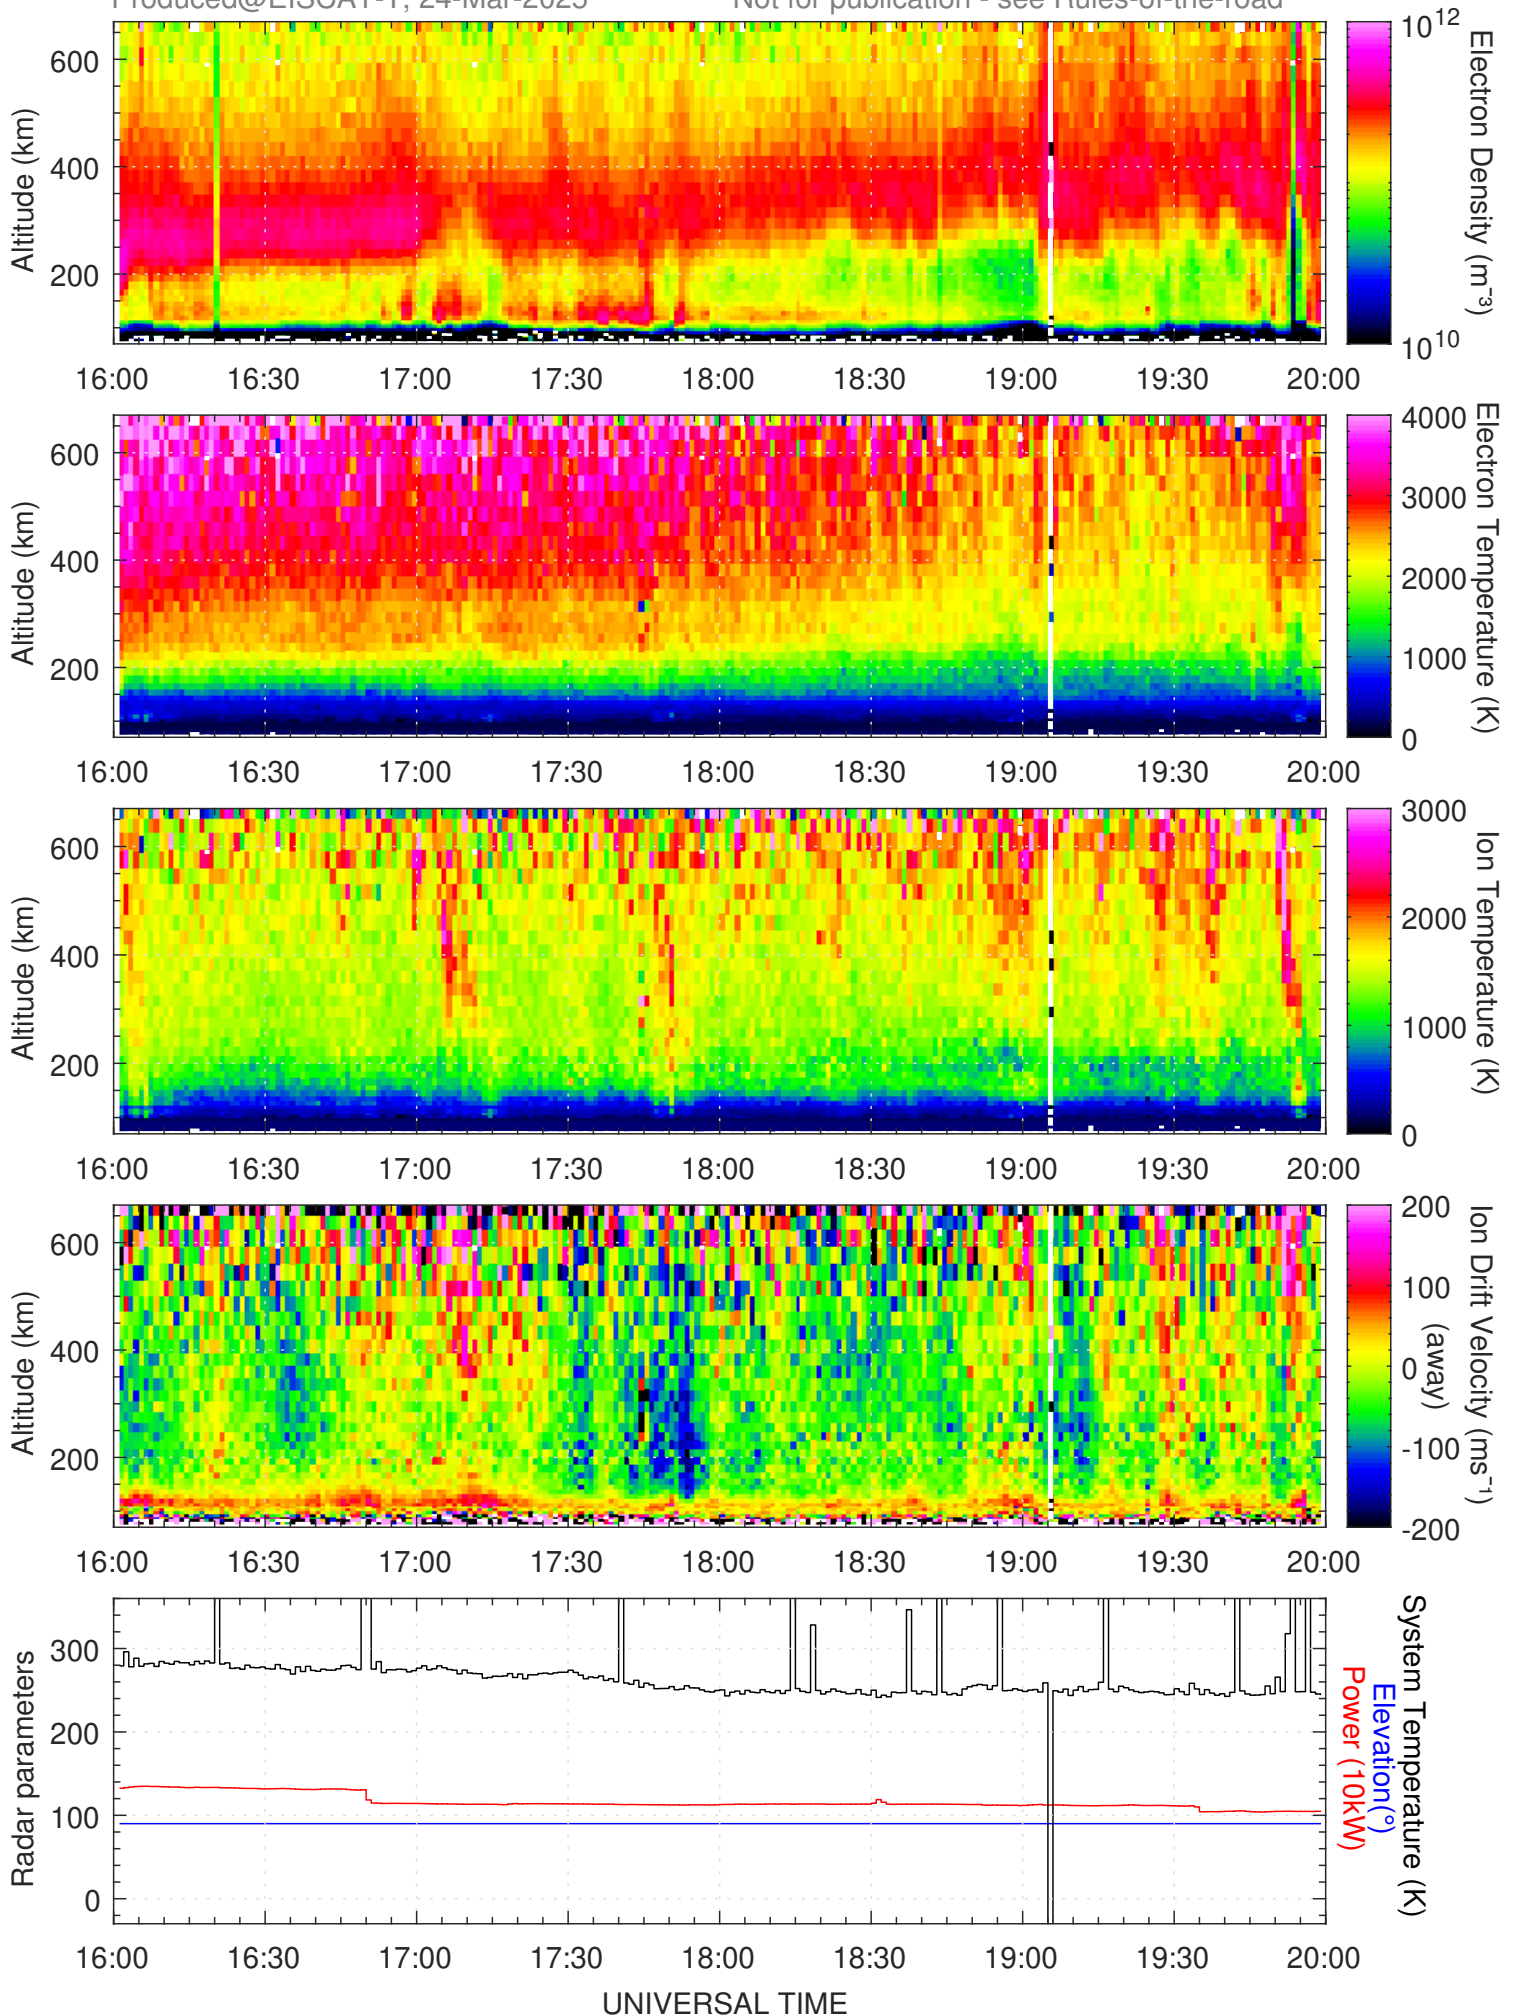 Produced@EISCAT-T, 24-Mar-2025 Not for publication - see Rules-of-the-road
Altitude (km)
600
400
200
16:00 16:30 17:00 17:30 18:00 18:30 19:00 19:30 20:00
10¹²
10¹⁰
Electron Density (m⁻³)
Altitude (km)
600
400
200
16:00 16:30 17:00 17:30 18:00 18:30 19:00 19:30 20:00
4000
3000
2000
1000
0
Electron Temperature (K)
Altitude (km)
600
400
200
16:00 16:30 17:00 17:30 18:00 18:30 19:00 19:30 20:00
3000
2000
1000
0
Ion Temperature (K)
Altitude (km)
600
400
200
16:00 16:30 17:00 17:30 18:00 18:30 19:00 19:30 20:00
200
100
0
-100
-200
Ion Drift Velocity (ms⁻¹)
(away)
Radar parameters
300
200
100
0
16:00 16:30 17:00 17:30 18:00 18:30 19:00 19:30 20:00
System Temperature (K)
Elevation(°)
Power (10kW)
UNIVERSAL TIME